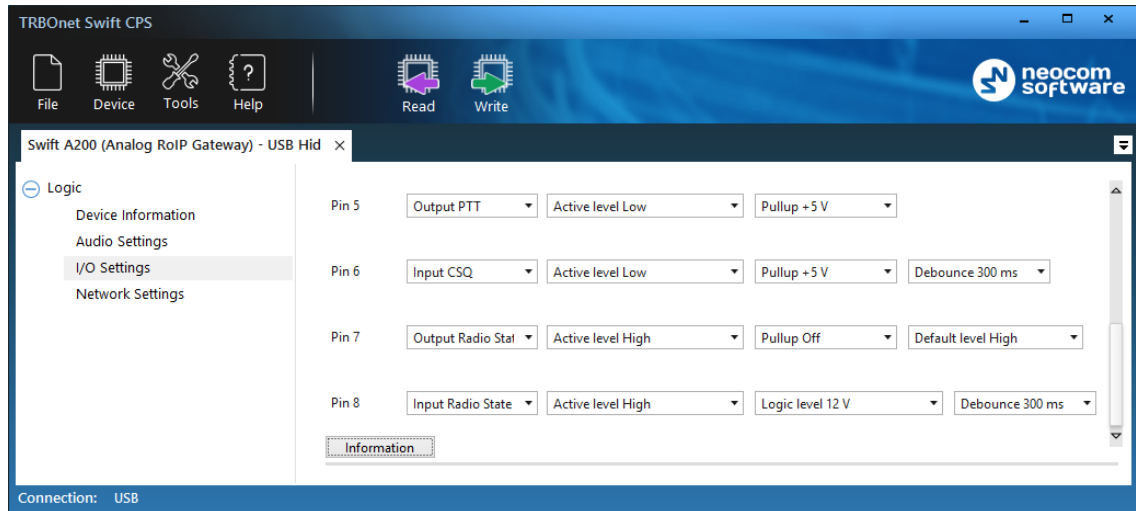 TRBOnet Swift CPS
File Device Tools Help Read Write
neocom
software
Swift A200 (Analog RoIP Gateway) - USB Hid
Logic
Device Information
Audio Settings
I/O Settings
Network Settings
Pin 5 Output PTT Active level Low Pullup +5 V
Pin 6 Input CSQ Active level Low Pullup +5 V Debounce 300 ms
Pin 7 Output Radio Stat Active level High Pullup Off Default level High
Pin 8 Input Radio State Active level High Logic level 12 V Debounce 300 ms
Information
Connection: USB